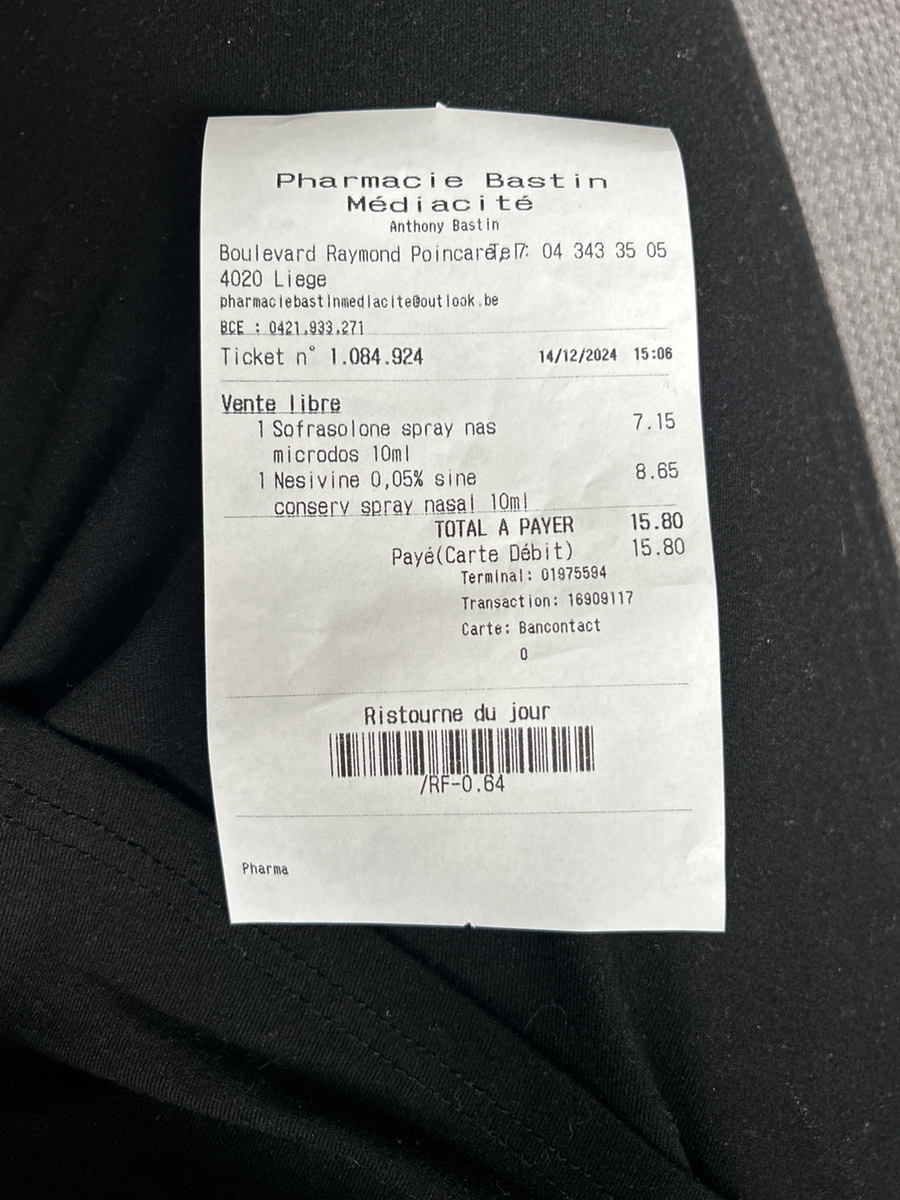 Pharmacie Bastin
Médiacité
Anthony Bastin
Boulevard Raymond Poincaré 7 Tel : 04 343 35 05
4020 Liege
pharmaciebastinmediacite@outlook.be
BCE : 0421.933.271
Ticket n° 1.084.924 14/12/2024 15:06
Vente libre
1 Sofrasolone spray nas 7.15
microdos 10ml
1 Nesivine 0,05% sine 8.65
conserv spray nasal 10ml
TOTAL A PAYER 15.80
Payé(Carte Débit) 15.80
Terminal: 01975594
Transaction: 16909117
Carte: Bancontact
0
Ristourne du jour
/RF-0.64
Pharma